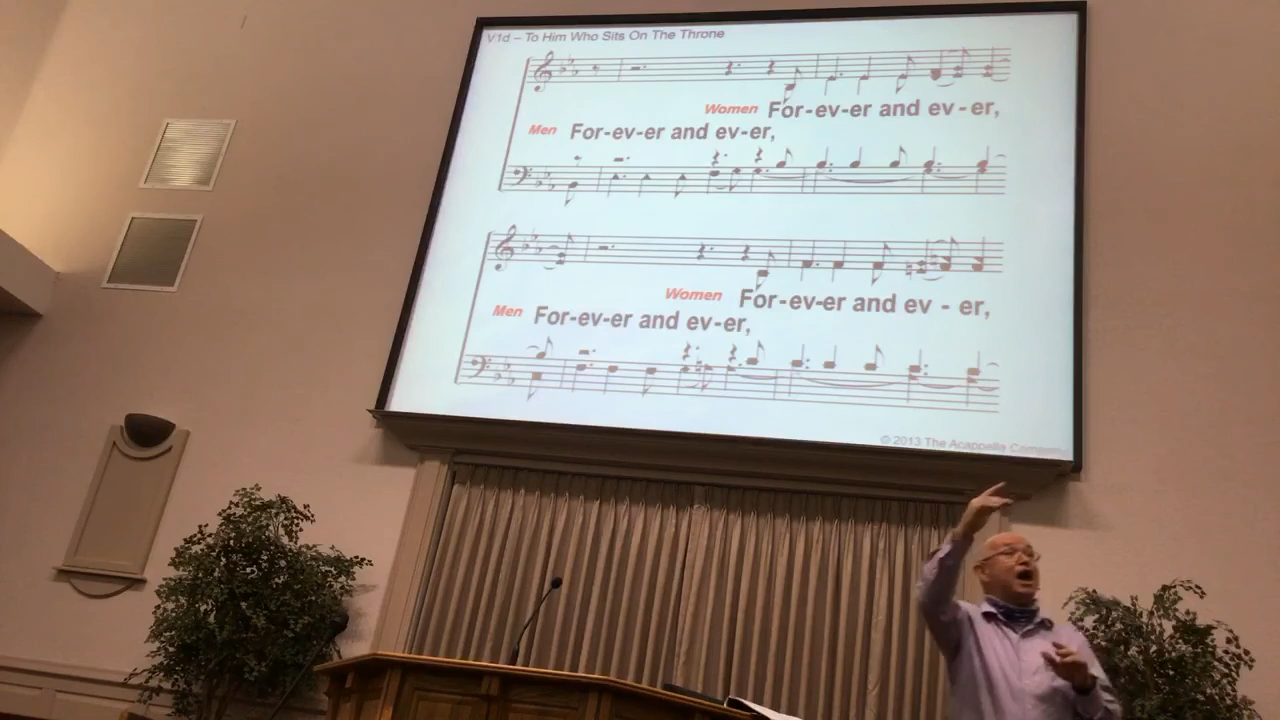 V1d – To Him Who Sits On The Throne
Women For-ev-er and ev - er,
Men For-ev-er and ev-er,
Women For-ev-er and ev - er,
Men For-ev-er and ev-er,
© 2013 The Acappella Company